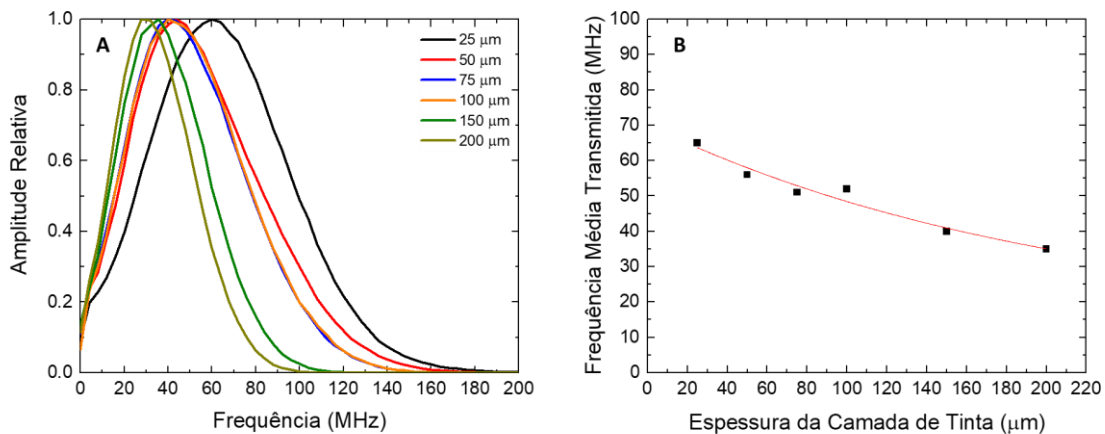 A
25 μm
50 μm
75 μm
100 μm
150 μm
200 μm
1.0
0.8
0.6
0.4
0.2
0.0
0 20 40 60 80 100 120 140 160 180 200
Amplitude Relativa
Frequência (MHz)
B
100
90
80
70
60
50
40
30
20
10
0
0 20 40 60 80 100 120 140 160 180 200 220
Frequência Média Transmitida (MHz)
Espessura da Camada de Tinta (μm)